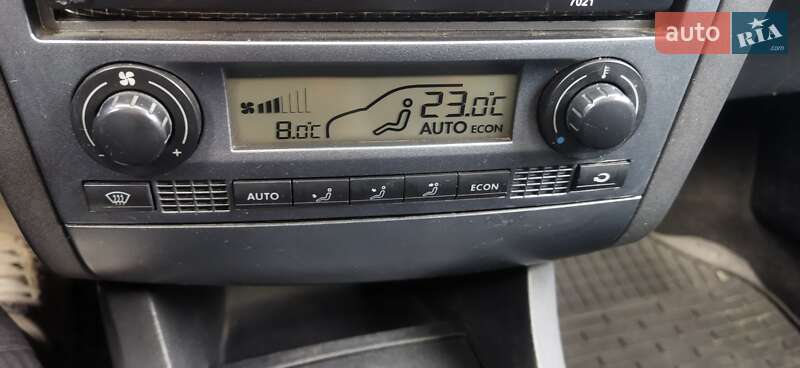 7021
auto RIA .com
23.0°C
8.0°C
AUTO ECON
- +
AUTO ECON